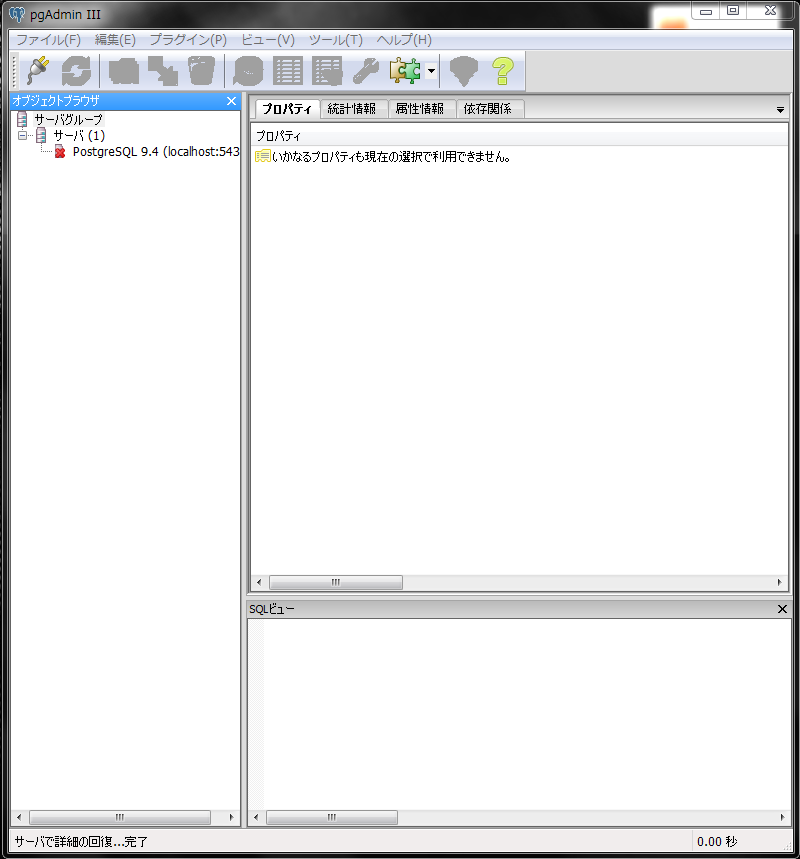 pgAdmin III
ファイル(F) 編集(E) プラグイン(P) ビュー(V) ツール(T) ヘルプ(H)
オブジェクトブラウザ
サーバグループ
サーバ (1)
PostgreSQL 9.4 (localhost:543
プロパティ 統計情報 属性情報 依存関係
プロパティ
いかなるプロパティも現在の選択で利用できません。
SQLビュー
サーバで詳細の回復...完了 0.00 秒